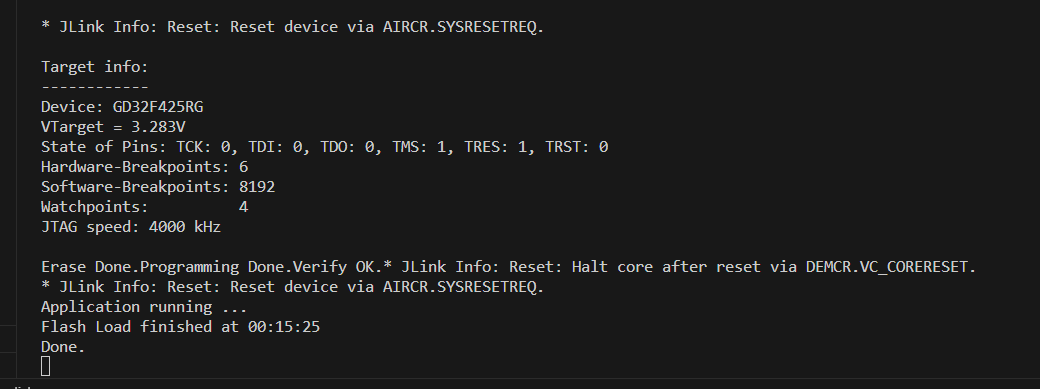 * JLink Info: Reset: Reset device via AIRCR.SYSRESETREQ.
Target info:
------------
Device: GD32F425RG
VTarget = 3.283V
State of Pins: TCK: 0, TDI: 0, TDO: 0, TMS: 1, TRES: 1, TRST: 0
Hardware-Breakpoints: 6
Software-Breakpoints: 8192
Watchpoints:          4
JTAG speed: 4000 kHz
Erase Done.Programming Done.Verify OK.* JLink Info: Reset: Halt core after reset via DEMCR.VC_CORERESET.
* JLink Info: Reset: Reset device via AIRCR.SYSRESETREQ.
Application running ...
Flash Load finished at 00:15:25
Done.